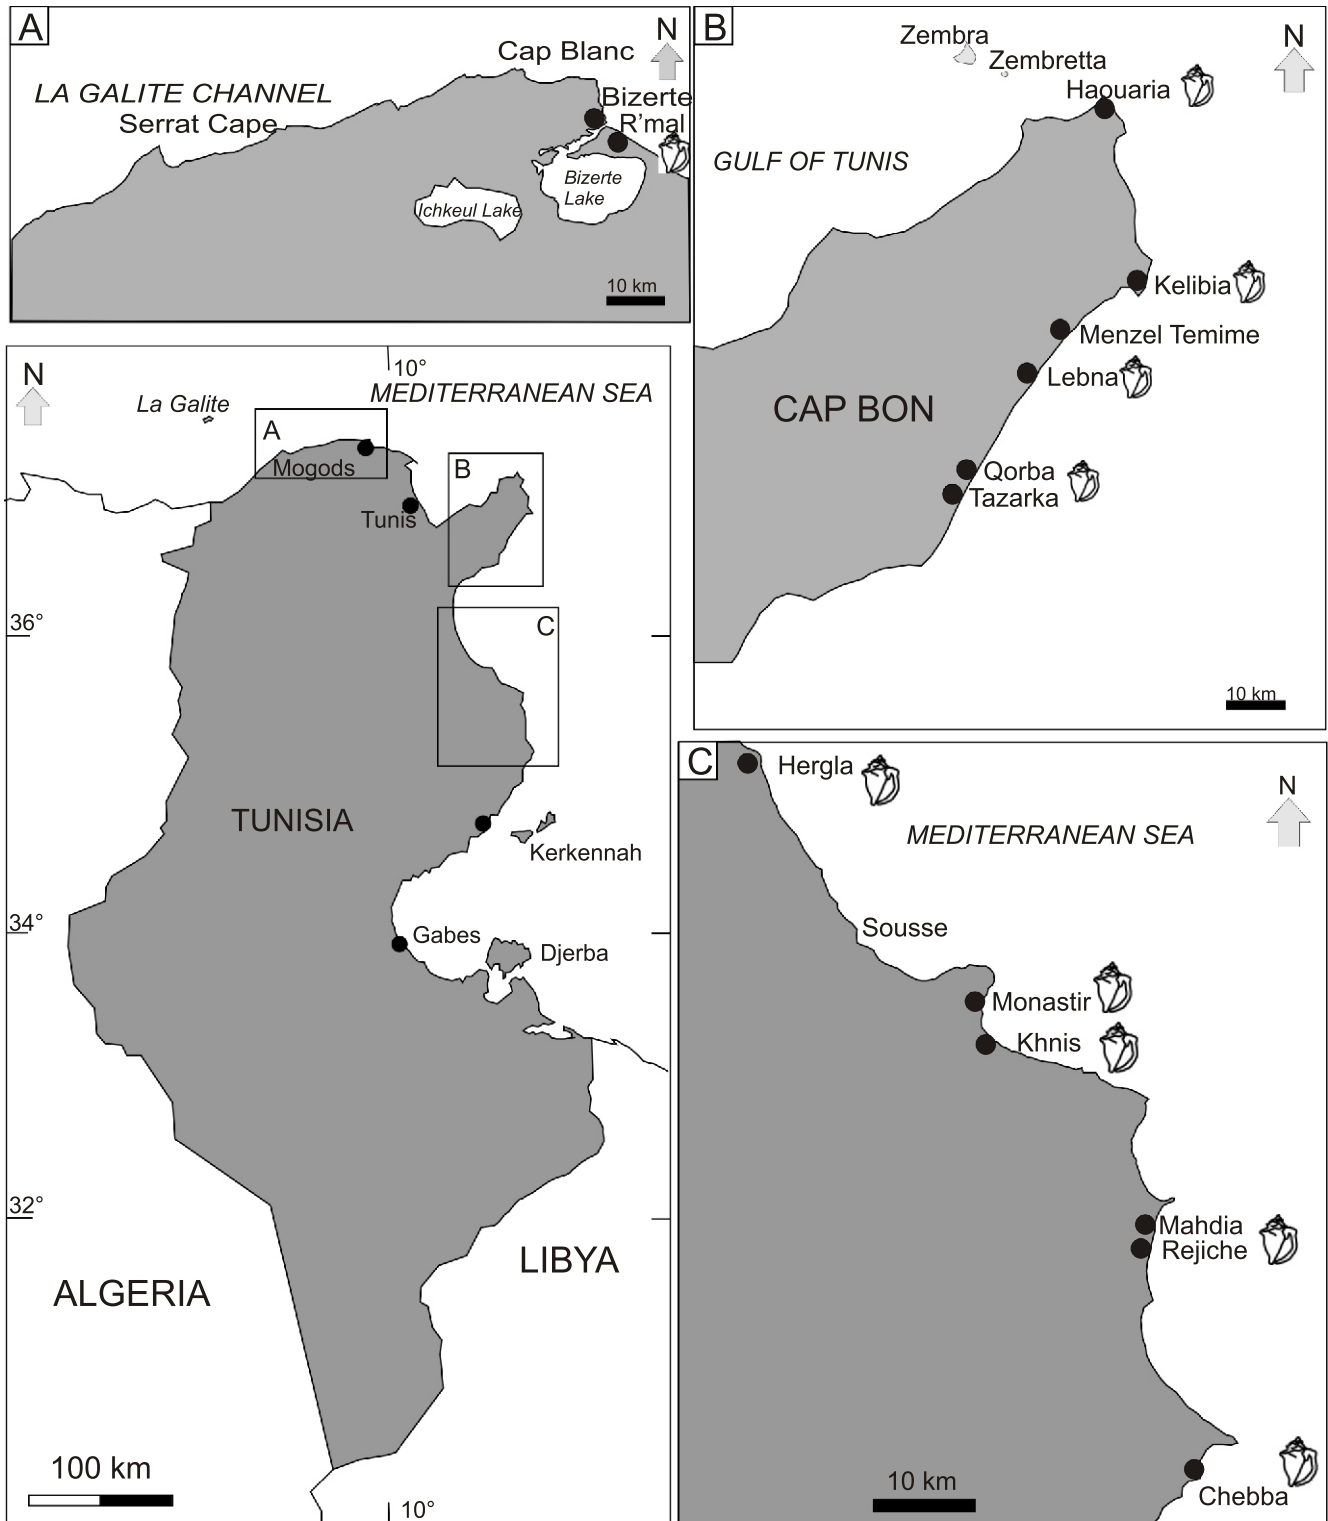 A
N
Cap Blanc
LA GALITE CHANNEL
Bizerte
Serrat Cape
R'mal
Bizerte
Lake
Ichkeul Lake
10 km
B
Zembra
N
Zembretta
Haouaria
GULF OF TUNIS
Kelibia
Menzel Temime
Lebna
CAP BON
Qorba
Tazarka
10 km
10°
N
MEDITERRANEAN SEA
La Galite
A
Mogods
B
Tunis
36°
C
TUNISIA
Kerkennah
34°
Gabes
Djerba
32°
LIBYA
ALGERIA
100 km
10°
C
Hergla
N
MEDITERRANEAN SEA
Sousse
Monastir
Khnis
Mahdia
Rejiche
10 km
Chebba